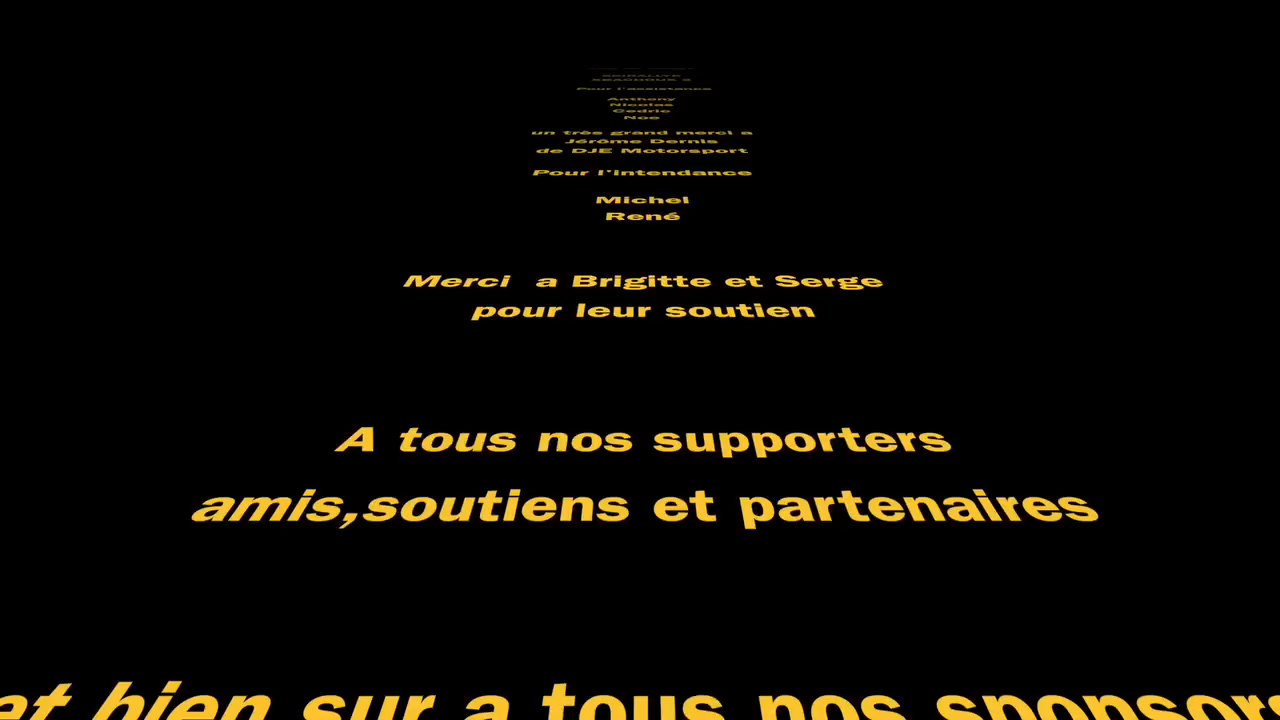 Pour l'assistance
Anthony
Nicolas
Cedric
Noe
un très grand merci a
Jérôme Dernis
de DJE Motorsport
Pour l'intendance
Michel
René
Merci a Brigitte et Serge
pour leur soutien
A tous nos supporters
amis,soutiens et partenaires
et bien sur a tous nos sponsors